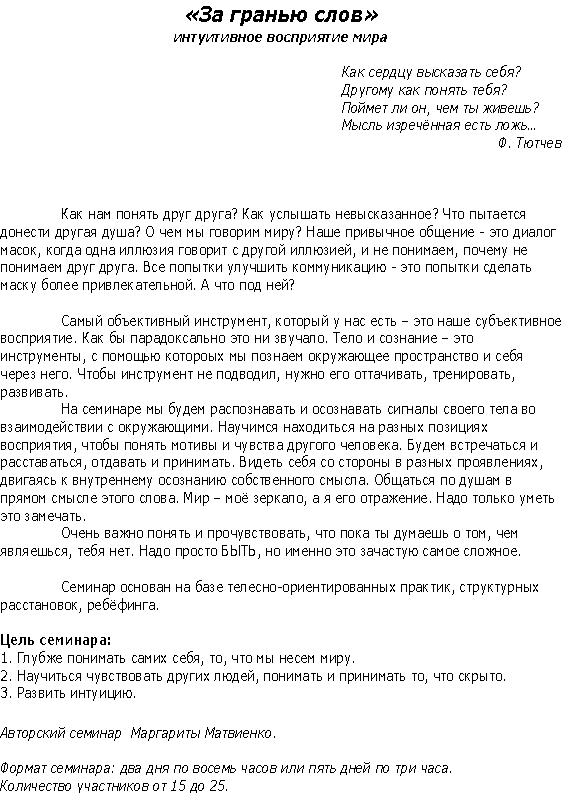 «За гранью слов»
интуитивное восприятие мира
Как сердцу высказать себя?
Другому как понять тебя?
Поймет ли он, чем ты живешь?
Мысль изречённая есть ложь…
Ф. Тютчев
Как нам понять друг друга? Как услышать невысказанное? Что пытается
донести другая душа? О чем мы говорим миру? Наше привычное общение - это диалог
масок, когда одна иллюзия говорит с другой иллюзией, и не понимаем, почему не
понимаем друг друга. Все попытки улучшить коммуникацию - это попытки сделать
маску более привлекательной. А что под ней?
Самый объективный инструмент, который у нас есть – это наше субъективное
восприятие. Как бы парадоксально это ни звучало. Тело и сознание – это
инструменты, с помощью котороых мы познаем окружающее пространство и себя
через него. Чтобы инструмент не подводил, нужно его оттачивать, тренировать,
развивать.
На семинаре мы будем распознавать и осознавать сигналы своего тела во
взаимодействии с окружающими. Научимся находиться на разных позициях
восприятия, чтобы понять мотивы и чувства другого человека. Будем встречаться и
расставаться, отдавать и принимать. Видеть себя со стороны в разных проявлениях,
двигаясь к внутреннему осознанию собственного смысла. Общаться по душам в
прямом смысле этого слова. Мир – моё зеркало, а я его отражение. Надо только уметь
это замечать.
Очень важно понять и прочувствовать, что пока ты думаешь о том, чем
являешься, тебя нет. Надо просто БЫТЬ, но именно это зачастую самое сложное.
Семинар основан на базе телесно-ориентированных практик, структурных
расстановок, ребёфинга.
Цель семинара:
1. Глубже понимать самих себя, то, что мы несем миру.
2. Научиться чувствовать других людей, понимать и принимать то, что скрыто.
3. Развить интуицию.
Авторский семинар Маргариты Матвиенко.
Формат семинара: два дня по восемь часов или пять дней по три часа.
Количество участников от 15 до 25.